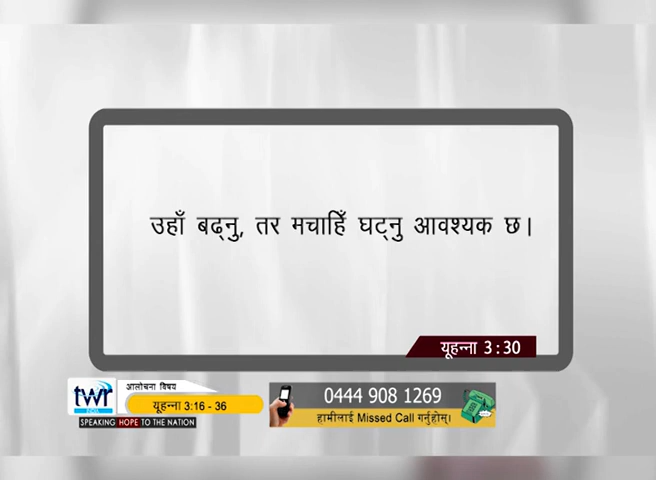 उहाँ बढ्नु, तर मचाहिँ घट्नु आवश्यक छ।
यूहन्ना 3:30
twr
आलोचना विषय
यूहन्ना 3:16 - 36
SPEAKING HOPE TO THE NATION
0444 908 1269
हामीलाई Missed Call गर्नुहोस्।